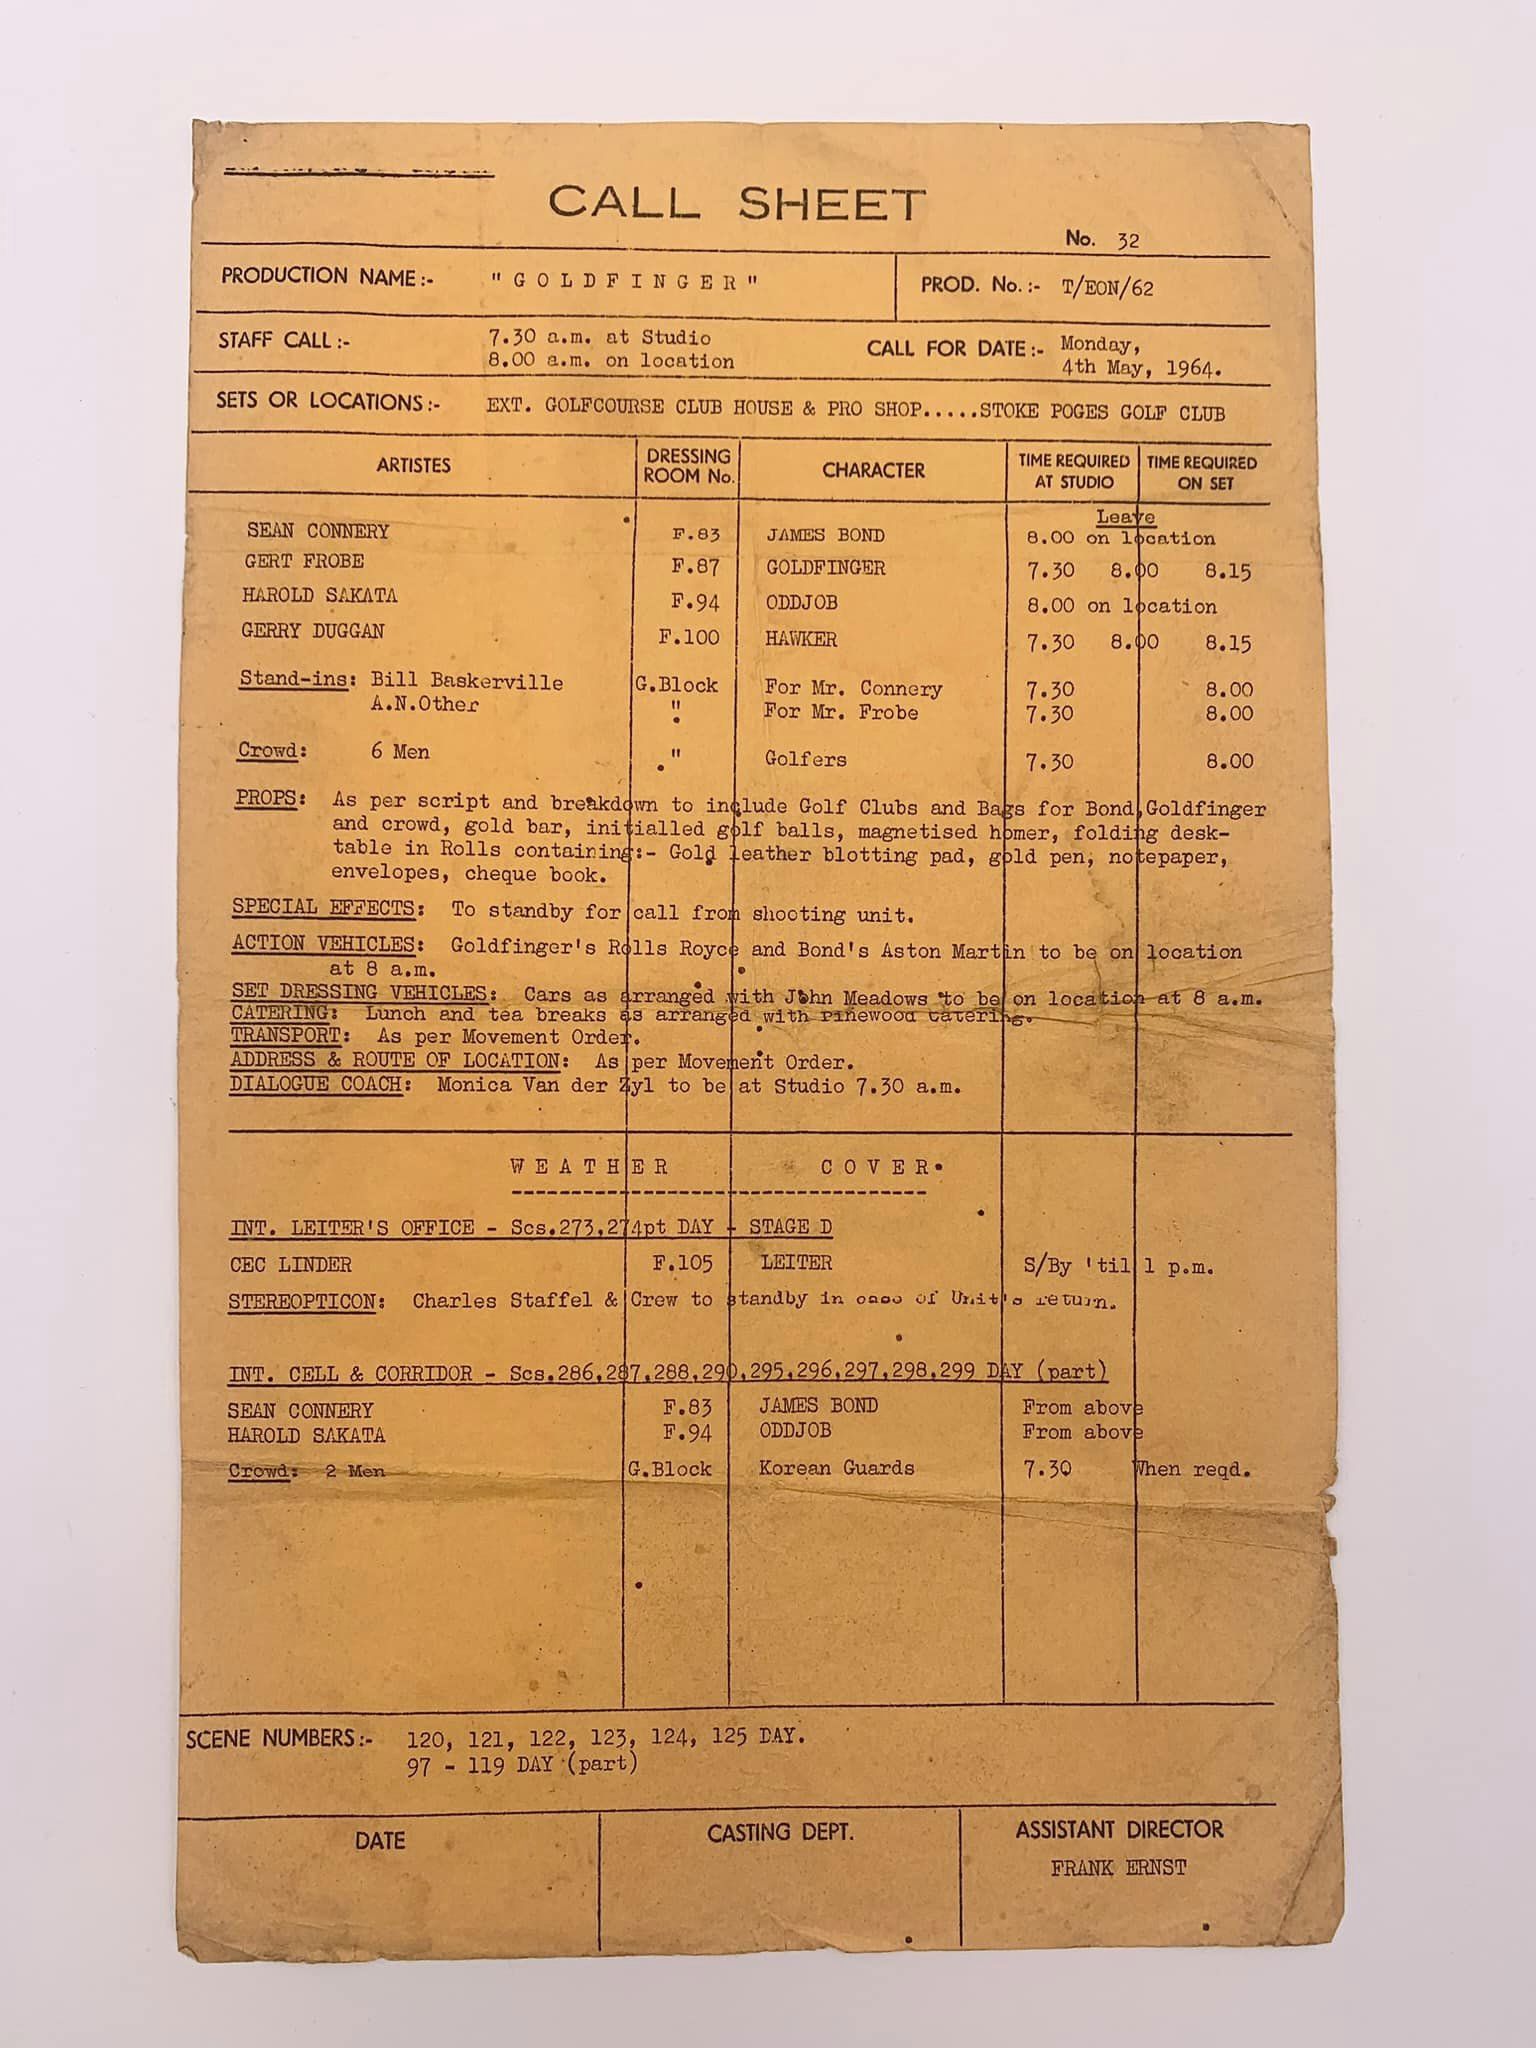 CALL SHEET
No. 32
PRODUCTION NAME:- "GOLDFINGER" PROD. No.:- T/EON/62
STAFF CALL:- 7.30 a.m. at Studio
8.00 a.m. on location
CALL FOR DATE:- Monday,
4th May, 1964.
SETS OR LOCATIONS:- EXT. GOLFCOURSE CLUB HOUSE & PRO SHOP.....STOKE POGES GOLF CLUB
ARTISTES DRESSING ROOM No. CHARACTER TIME REQUIRED AT STUDIO TIME REQUIRED ON SET
Leave
SEAN CONNERY F.83 JAMES BOND 8.00 on location
GERT FROBE F.87 GOLDFINGER 7.30 8.00 8.15
HAROLD SAKATA F.94 ODDJOB 8.00 on location
GERRY DUGGAN F.100 HAWKER 7.30 8.00 8.15
Stand-ins: Bill Baskerville G.Block For Mr. Connery 7.30 8.00
A.N.Other " For Mr. Frobe 7.30 8.00
Crowd: 6 Men " Golfers 7.30 8.00
PROPS: As per script and breakdown to include Golf Clubs and Bags for Bond,Goldfinger
and crowd, gold bar, initialled golf balls, magnetised homer, folding desk-
table in Rolls containing:- Gold leather blotting pad, gold pen, notepaper,
envelopes, cheque book.
SPECIAL EFFECTS: To standby for call from shooting unit.
ACTION VEHICLES: Goldfinger's Rolls Royce and Bond's Aston Martin to be on location
at 8 a.m.
SET DRESSING VEHICLES: Cars as arranged with John Meadows to be on location at 8 a.m.
CATERING: Lunch and tea breaks as arranged with Pinewood Catering.
TRANSPORT: As per Movement Order.
ADDRESS & ROUTE OF LOCATION: As per Movement Order.
DIALOGUE COACH: Monica Van der Zyl to be at Studio 7.30 a.m.
WEATHER COVER.
INT. LEITER'S OFFICE - Scs.273,274pt DAY - STAGE D
CEC LINDER F.105 LEITER S/By 'til 1 p.m.
STEREOPTICON: Charles Staffel & Crew to standby in case of Unit's return.
INT. CELL & CORRIDOR - Scs.286,287,288,290,295,296,297,298,299 DAY (part)
SEAN CONNERY F.83 JAMES BOND From above
HAROLD SAKATA F.94 ODDJOB From above
Crowd: 2 Men G.Block Korean Guards 7.30 When reqd.
SCENE NUMBERS:- 120, 121, 122, 123, 124, 125 DAY.
97 - 119 DAY (part)
DATE CASTING DEPT. ASSISTANT DIRECTOR
FRANK ERNST